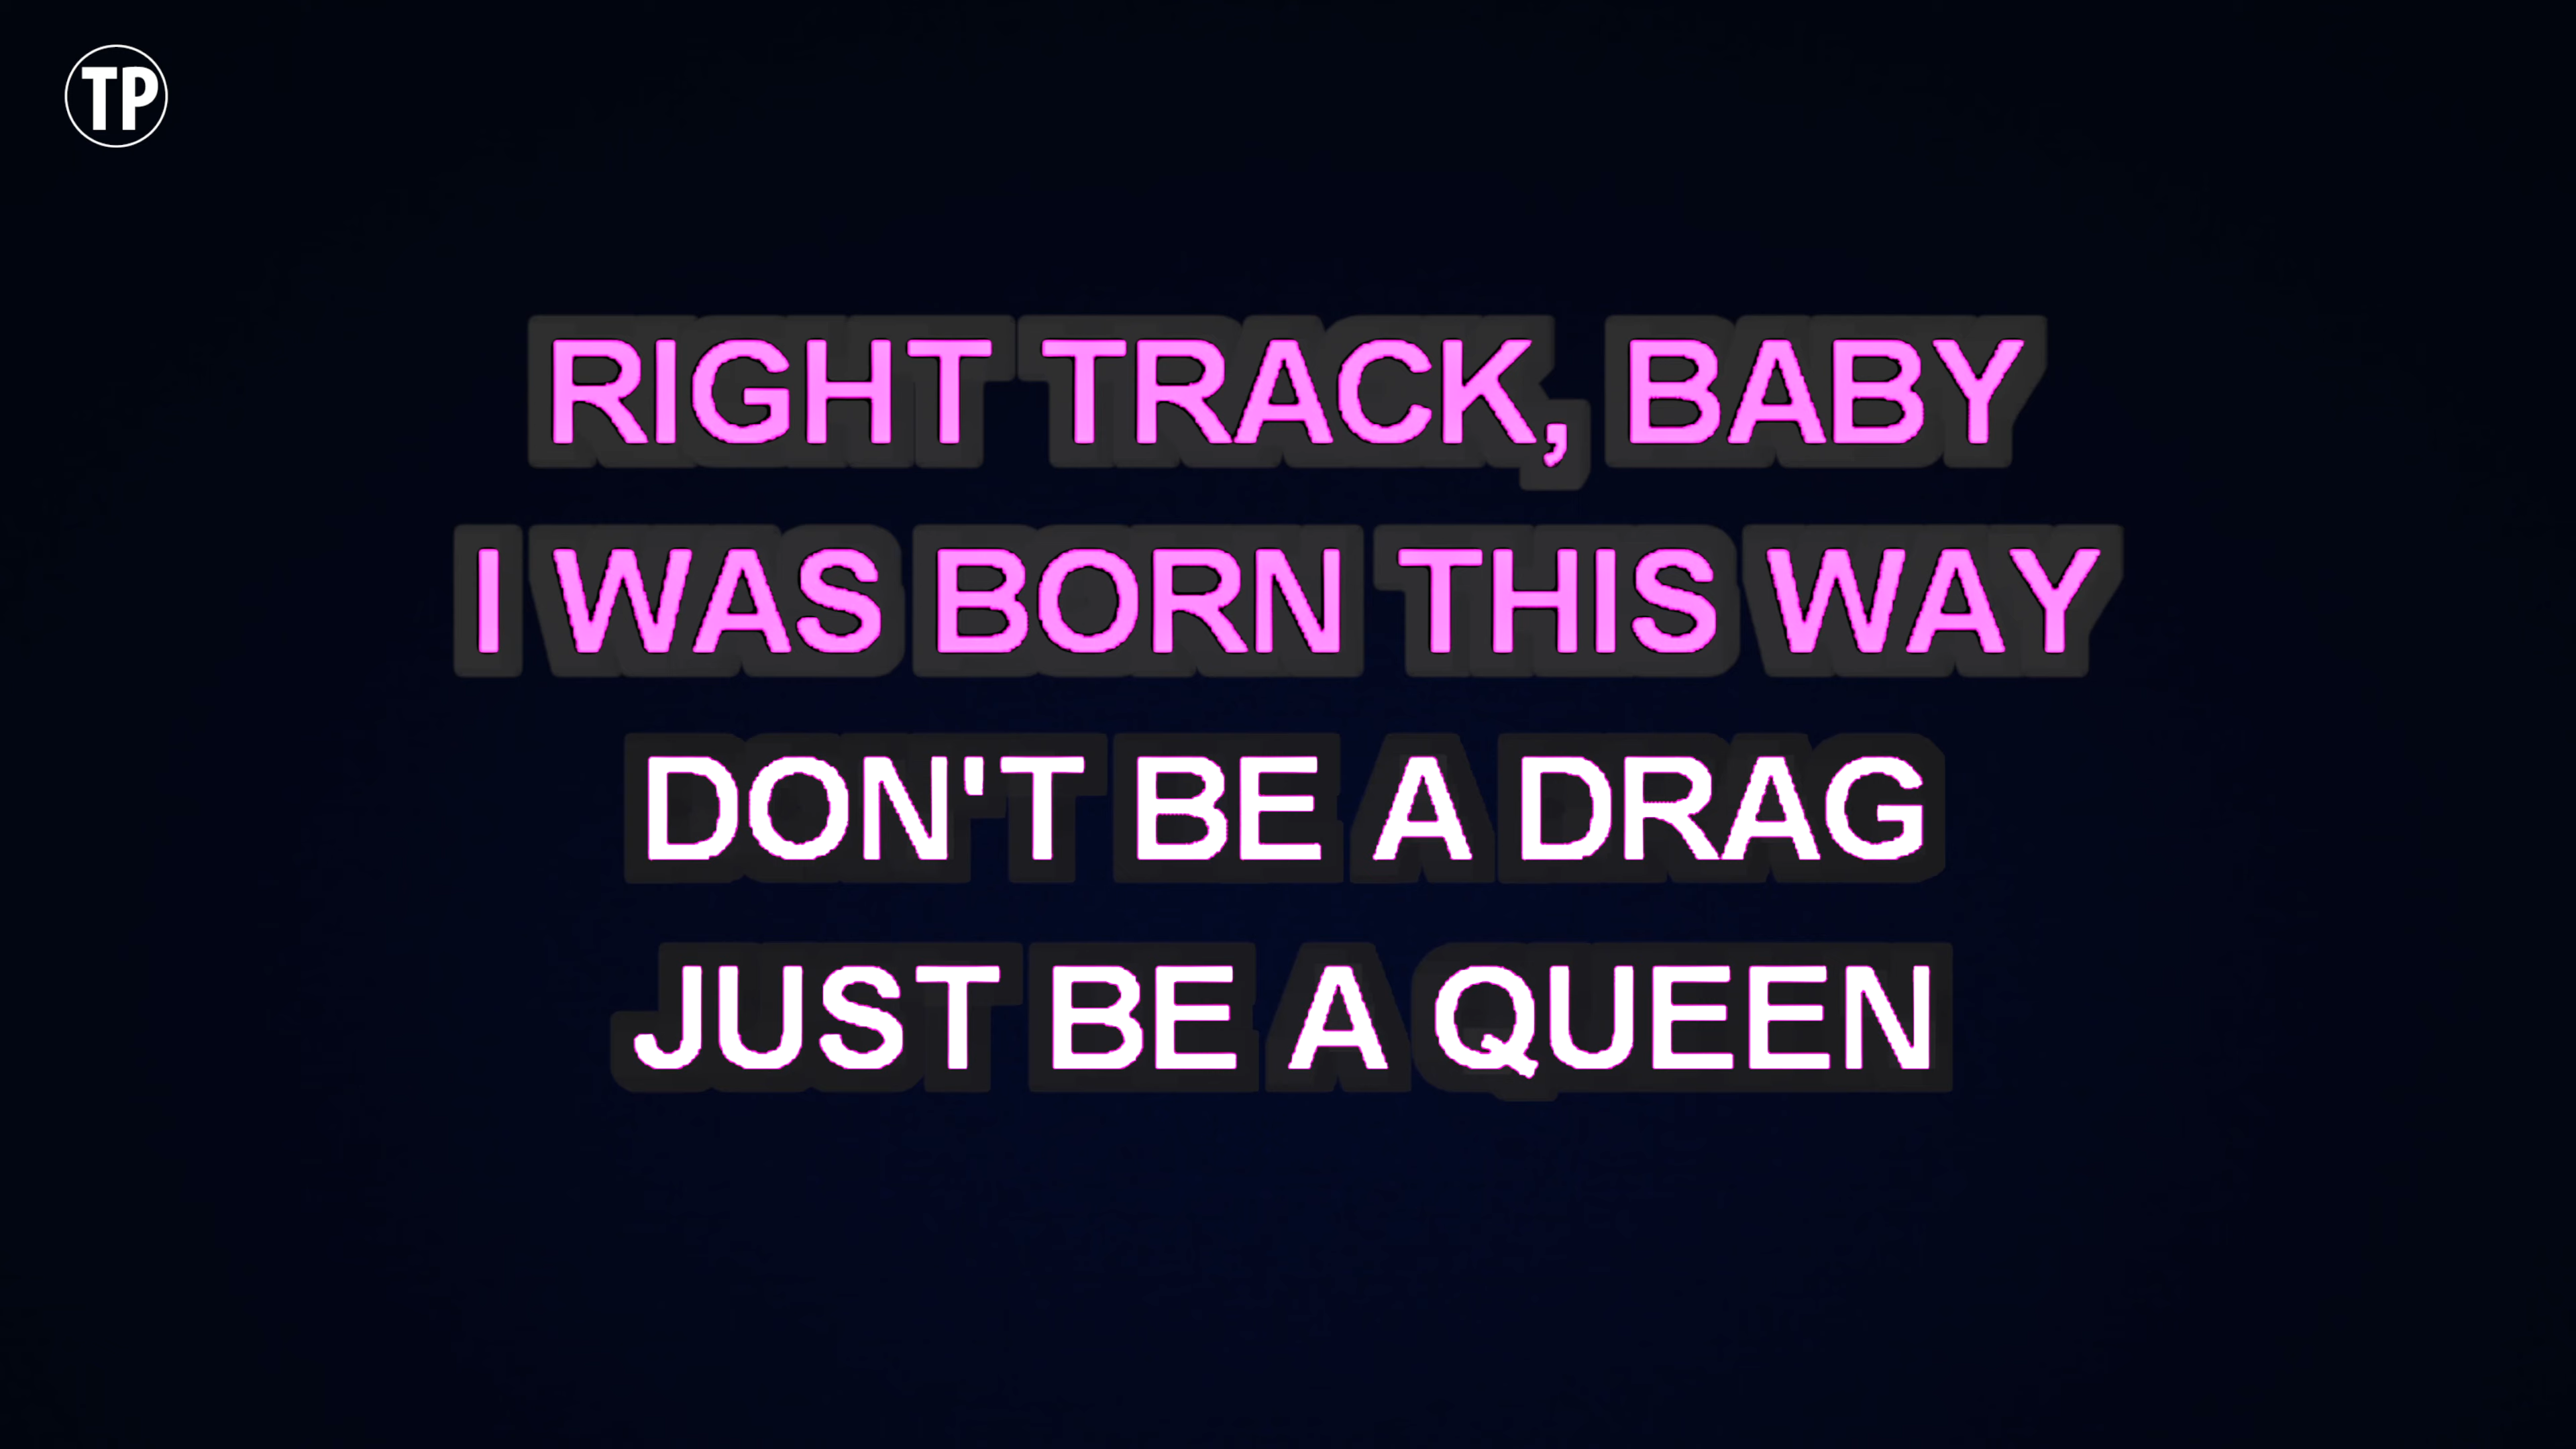 TP
RIGHT TRACK, BABY
I WAS BORN THIS WAY
DON'T BE A DRAG
JUST BE A QUEEN